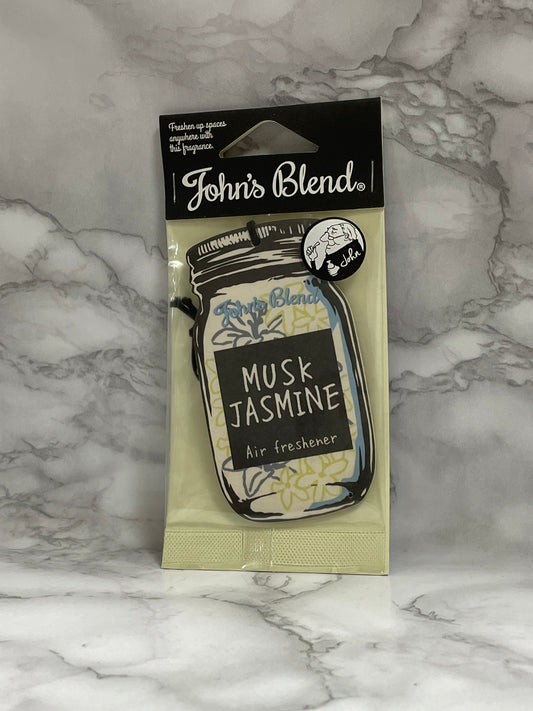 Freshen up spaces
anywhere with
this fragrance.
John's Blend®
John
John's Blend
MUSK
JASMINE
Air freshener